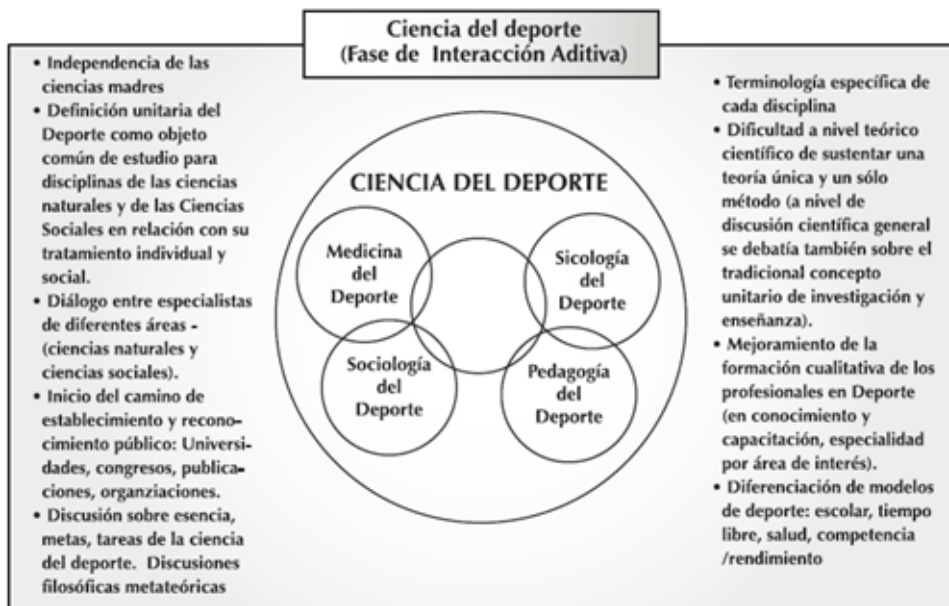 Ciencia del deporte
(Fase de Interacción Aditiva)
• Independencia de las
ciencias madres
• Definición unitaria del
Deporte como objeto
común de estudio para
disciplinas de las ciencias
naturales y de las Ciencias
Sociales en relación con su
tratamiento individual y
social.
• Diálogo entre especialistas
de diferentes áreas -
(ciencias naturales y
ciencias sociales).
• Inicio del camino de
establecimiento y recono-
cimiento público: Universi-
dades, congresos, publica-
ciones, organziaciones.
• Discusión sobre esencia,
metas, tareas de la ciencia
del deporte. Discusiones
filosóficas metateóricas
CIENCIA DEL DEPORTE
Medicina
del
Deporte
Sicología
del
Deporte
Sociología
del
Deporte
Pedagogía
del
Deporte
• Terminología específica de
cada disciplina
• Dificultad a nivel teórico
científico de sustentar una
teoría única y un sólo
método (a nivel de
discusión científica general
se debatía también sobre el
tradicional concepto
unitario de investigación y
enseñanza).
• Mejoramiento de la
formación cualitativa de los
profesionales en Deporte
(en conocimiento y
capacitación, especialidad
por área de interés).
• Diferenciación de modelos
de deporte: escolar, tiempo
libre, salud, competencia
/rendimiento